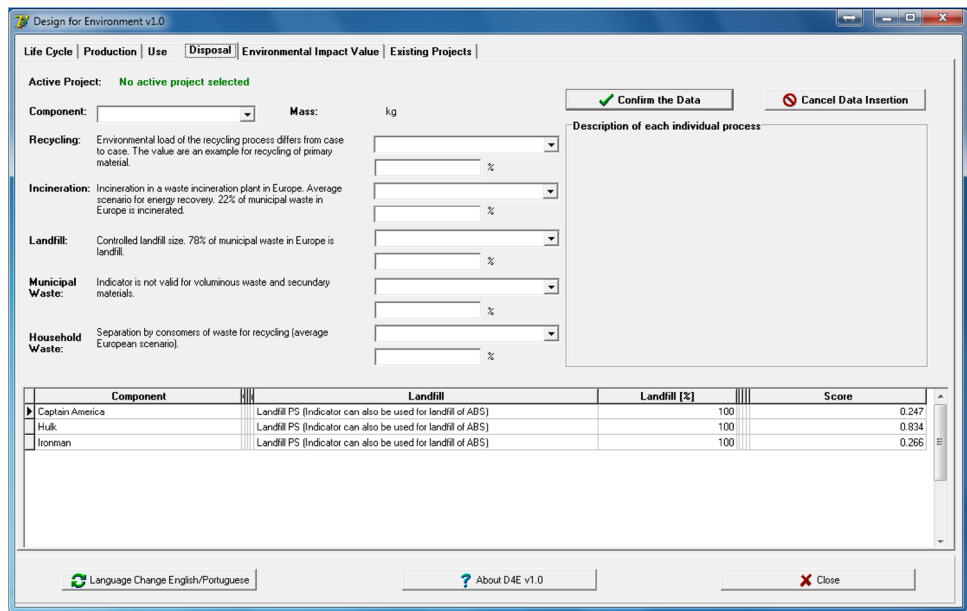 Design for Environment v1.0
Life Cycle Production Use Disposal Environmental Impact Value Existing Projects
Active Project: No active project selected
Confirm the Data Cancel Data Insertion
Component: Mass: kg
Description of each individual process
Recycling: Environmental load of the recycling process differs from case
to case. The value are an example for recycling of primary
material.
%
Incineration: Incineration in a waste incineration plant in Europe. Average
scenario for energy recovery. 22% of municipal waste in
Europe is incinerated.
%
Landfill: Controlled landfill size. 78% of municipal waste in Europe is
landfill.
%
Municipal
Waste:
Indicator is not valid for voluminous waste and secundary
materials.
%
Household
Waste:
Separation by consomers of waste for recycling (average
European scenario).
%
Component Landfill Landfill [%] Score
Captain America Landfill PS (Indicator can also be used for landfill of ABS) 100 0.247
Hulk Landfill PS (Indicator can also be used for landfill of ABS) 100 0.834
Ironman Landfill PS (Indicator can also be used for landfill of ABS) 100 0.266
Language Change English/Portuguese About D4E v1.0 Close